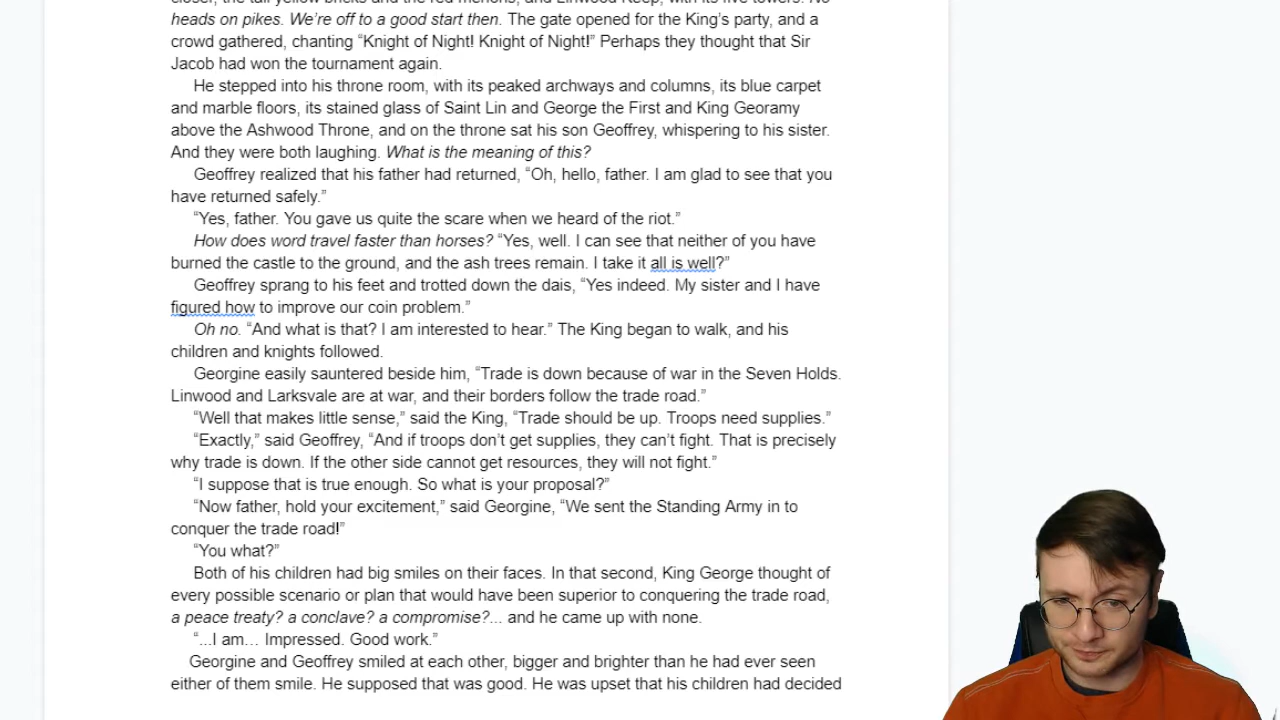 closer, the tall yellow bricks and the red merlons, and Linwood Keep, with its five towers. No
heads on pikes. We’re off to a good start then. The gate opened for the King’s party, and a
crowd gathered, chanting “Knight of Night! Knight of Night!” Perhaps they thought that Sir
Jacob had won the tournament again.
He stepped into his throne room, with its peaked archways and columns, its blue carpet
and marble floors, its stained glass of Saint Lin and George the First and King Georamy
above the Ashwood Throne, and on the throne sat his son Geoffrey, whispering to his sister.
And they were both laughing. What is the meaning of this?
Geoffrey realized that his father had returned, “Oh, hello, father. I am glad to see that you
have returned safely.”
“Yes, father. You gave us quite the scare when we heard of the riot.”
How does word travel faster than horses? “Yes, well. I can see that neither of you have
burned the castle to the ground, and the ash trees remain. I take it all is well?”
Geoffrey sprang to his feet and trotted down the dais, “Yes indeed. My sister and I have
figured how to improve our coin problem.”
Oh no. “And what is that? I am interested to hear.” The King began to walk, and his
children and knights followed.
Georgine easily sauntered beside him, “Trade is down because of war in the Seven Holds.
Linwood and Larksvale are at war, and their borders follow the trade road.”
“Well that makes little sense,” said the King, “Trade should be up. Troops need supplies.”
“Exactly,” said Geoffrey, “And if troops don’t get supplies, they can’t fight. That is precisely
why trade is down. If the other side cannot get resources, they will not fight.”
“I suppose that is true enough. So what is your proposal?”
“Now father, hold your excitement,” said Georgine, “We sent the Standing Army in to
conquer the trade road!”
“You what?”
Both of his children had big smiles on their faces. In that second, King George thought of
every possible scenario or plan that would have been superior to conquering the trade road,
a peace treaty? a conclave? a compromise?... and he came up with none.
“...I am... Impressed. Good work.”
Georgine and Geoffrey smiled at each other, bigger and brighter than he had ever seen
either of them smile. He supposed that was good. He was upset that his children had decided